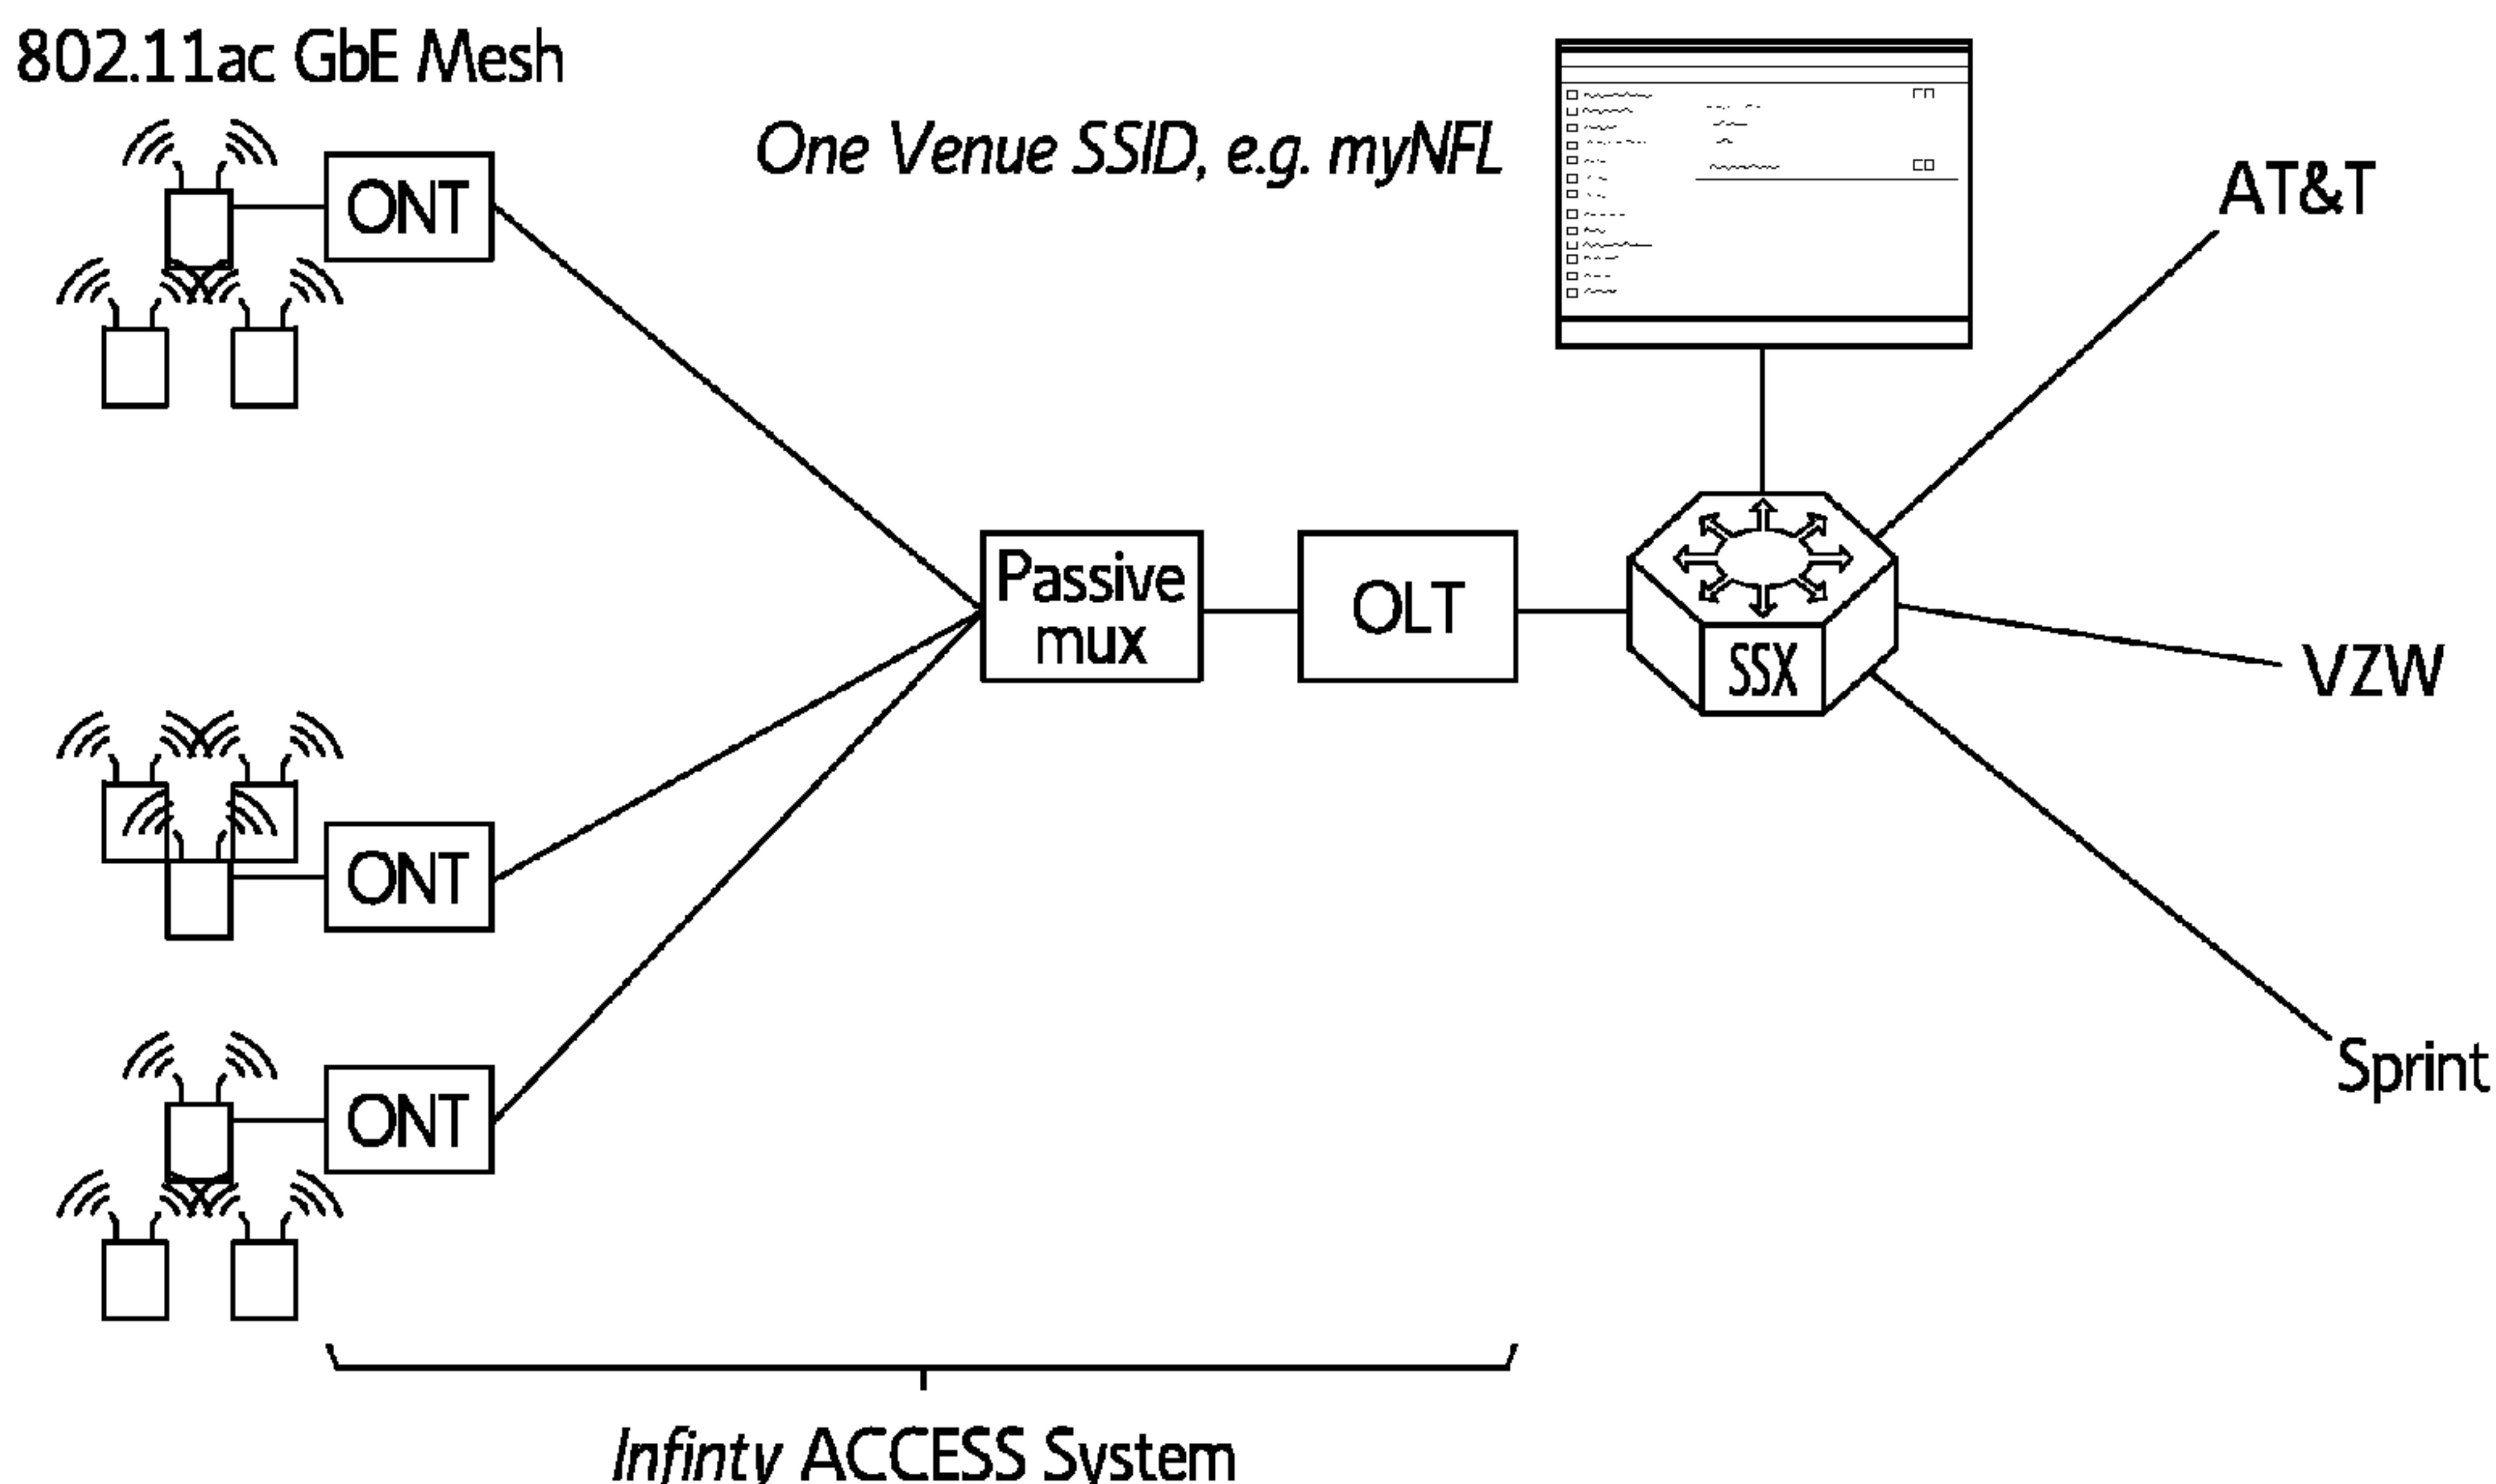 802.11ac GbE Mesh
One Venue SSID, e.g. myNFL
AT&T
ONT
Passive
mux
OLT
SSX
VZW
ONT
ONT
Sprint
Infinty ACCESS System